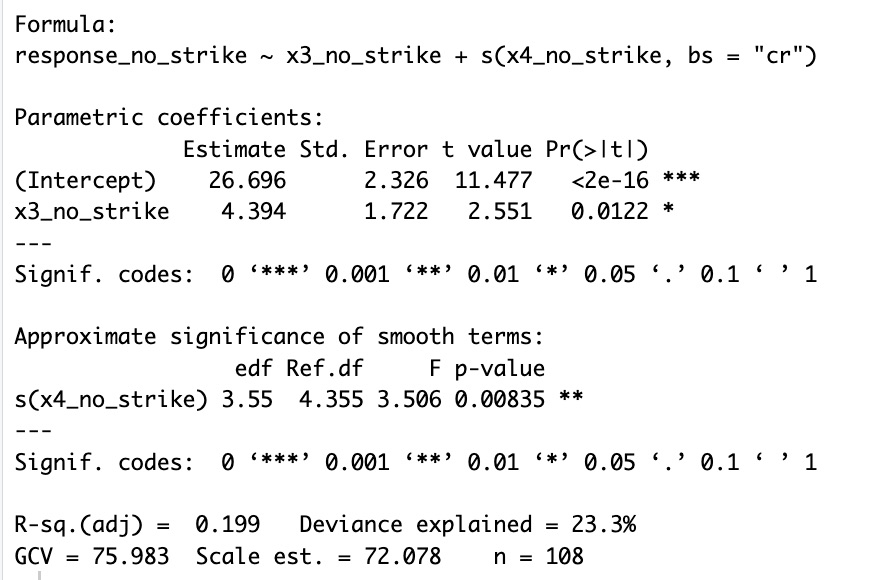 Formula:
response_no_strike ~ x3_no_strike + s(x4_no_strike, bs = "cr")

Parametric coefficients:
             Estimate Std. Error t value Pr(>|t|)
(Intercept)    26.696      2.326  11.477   <2e-16 ***
x3_no_strike    4.394      1.722   2.551   0.0122 *
---
Signif. codes:  0 ‘***’ 0.001 ‘**’ 0.01 ‘*’ 0.05 ‘.’ 0.1 ‘ ’ 1

Approximate significance of smooth terms:
                 edf Ref.df     F p-value
s(x4_no_strike) 3.55  4.355 3.506 0.00835 **
---
Signif. codes:  0 ‘***’ 0.001 ‘**’ 0.01 ‘*’ 0.05 ‘.’ 0.1 ‘ ’ 1

R-sq.(adj) =  0.199   Deviance explained = 23.3%
GCV = 75.983  Scale est. = 72.078    n = 108